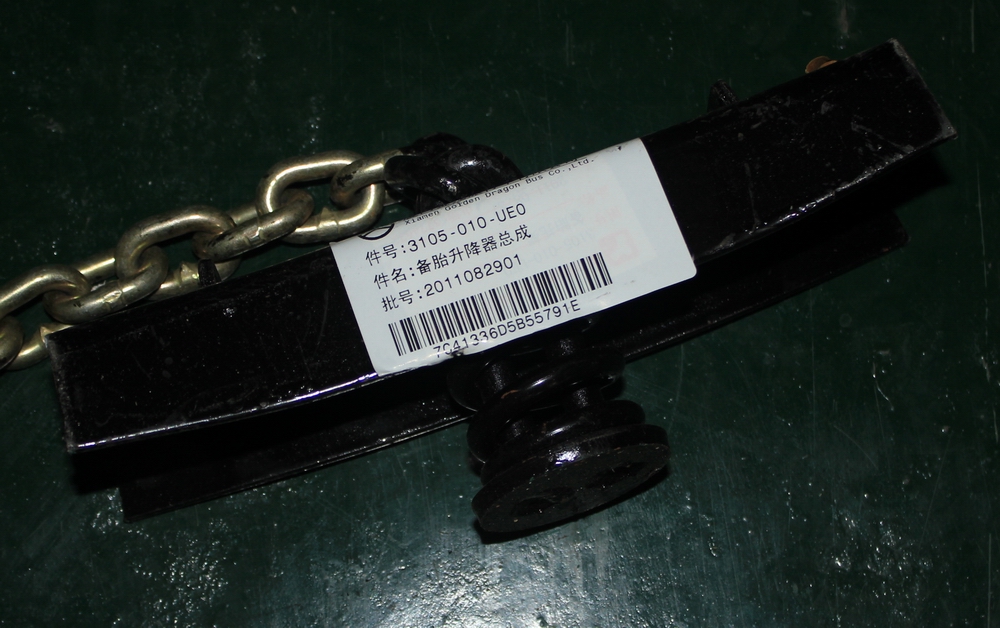 Xiamen Golden Dragon Bus Co.,Ltd.
件号:3105-010-UE0
件名:备胎升降器总成
批号:2011082901
7C41336D5B55791E